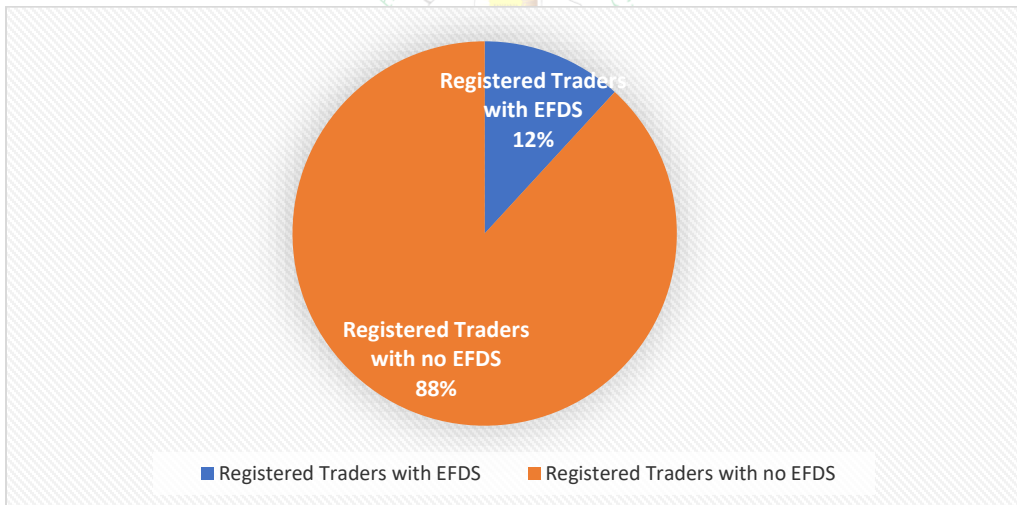 Registered Traders
with EFDS
12%
Registered Traders
with no EFDS
88%
Registered Traders with EFDS
Registered Traders with no EFDS